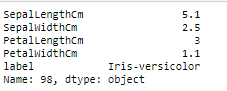 SepalLengthCm                5.1
SepalWidthCm                 2.5
PetalLengthCm                  3
PetalWidthCm                 1.1
label            Iris-versicolor
Name: 98, dtype: object